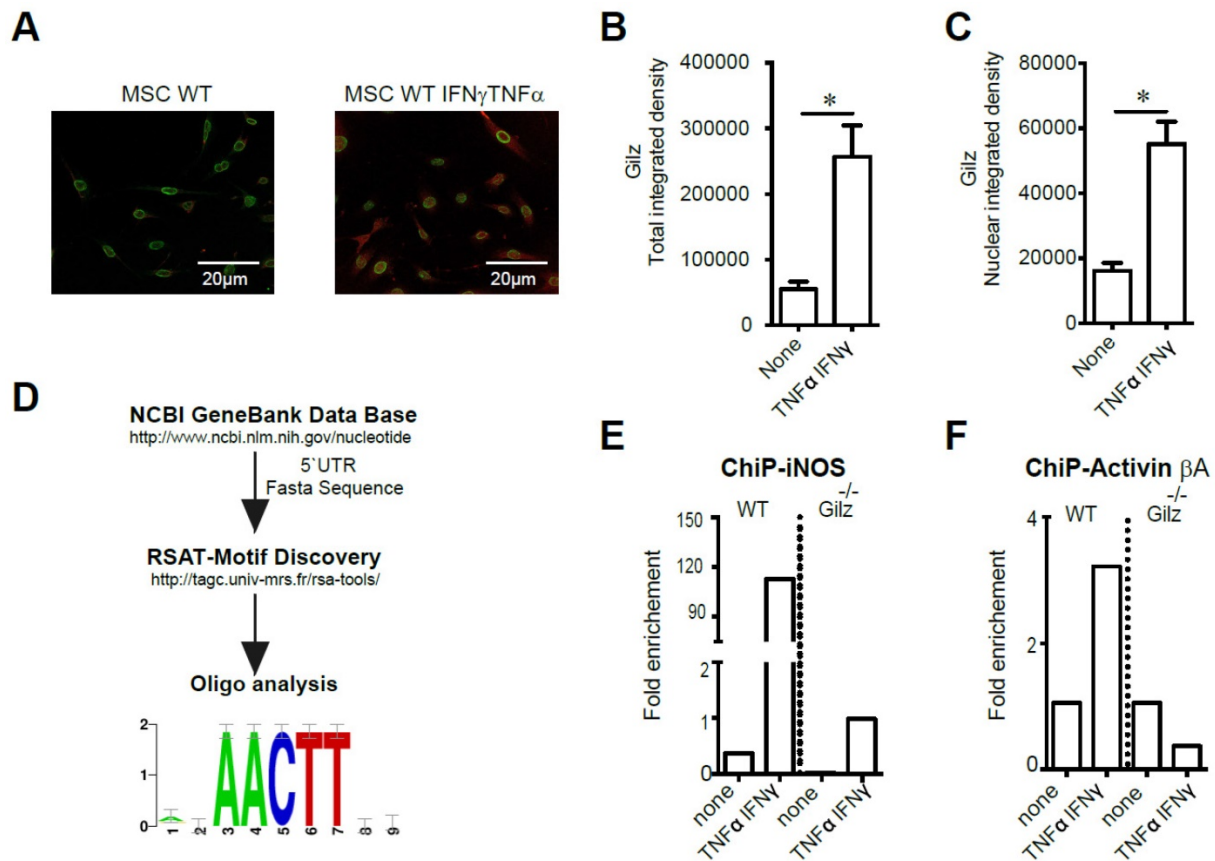 A
MSC WT
MSC WT IFNγTNFα
20µm
20µm
B
Gilz
Total integrated density
400000
300000
200000
100000
0
*
None
TNFα IFNγ
C
Gilz
Nuclear integrated density
80000
60000
40000
20000
0
*
None
TNFα IFNγ
D
NCBI GeneBank Data Base
http://www.ncbi.nlm.nih.gov/nucleotide
5`UTR
Fasta Sequence
RSAT-Motif Discovery
http://tagc.univ-mrs.fr/rsa-tools/
Oligo analysis
2
1
0
AACTT
1 2 3 4 5 6 7 8 9
E
ChiP-iNOS
WT
Gilz-/-
Fold enrichement
150
120
90
2
1
0
none
TNFα IFNγ
none
TNFα IFNγ
F
ChiP-Activin βA
WT
Gilz-/-
Fold enrichement
4
2
0
none
TNFα IFNγ
none
TNFα IFNγ